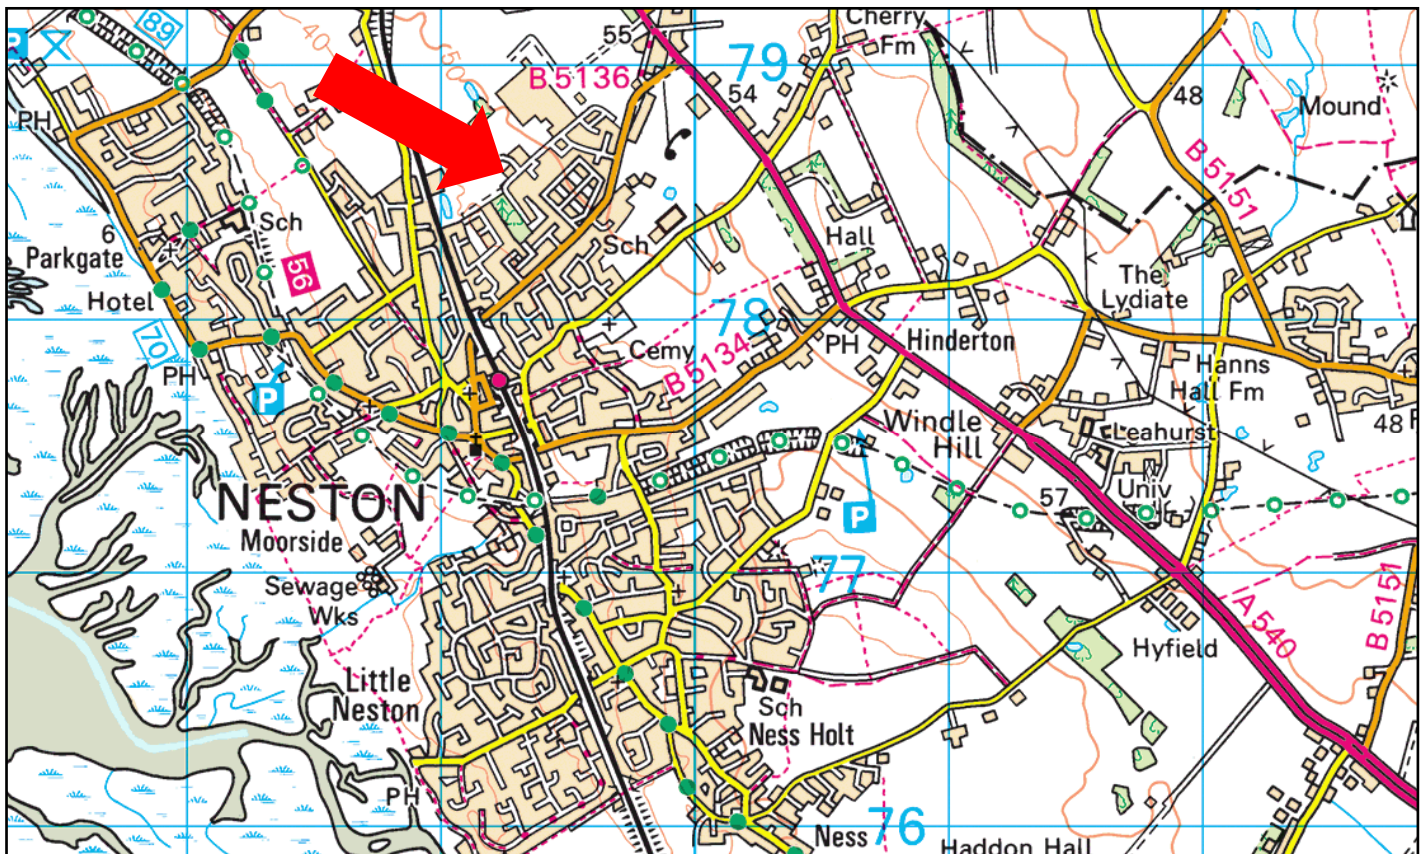 89
P
40
50
55
B 5136
79
54
Cherry
Fm
48
Mound
PH
B 5151
6
Parkgate
Sch
56
Sch
Hall
The
Lydiate
Hotel
70
78
PH
Hinderton
Cemy
B 5134
PH
P
Hanns
Hall Fm
48
F
Windle
Hill
Leahurst
NESTON
Moorside
57
Univ
P
77
Sewage
Wks
A 540
B 5151
Hyfield
Little
Neston
Sch
Ness Holt
PH
Ness
76
Haddon Hall